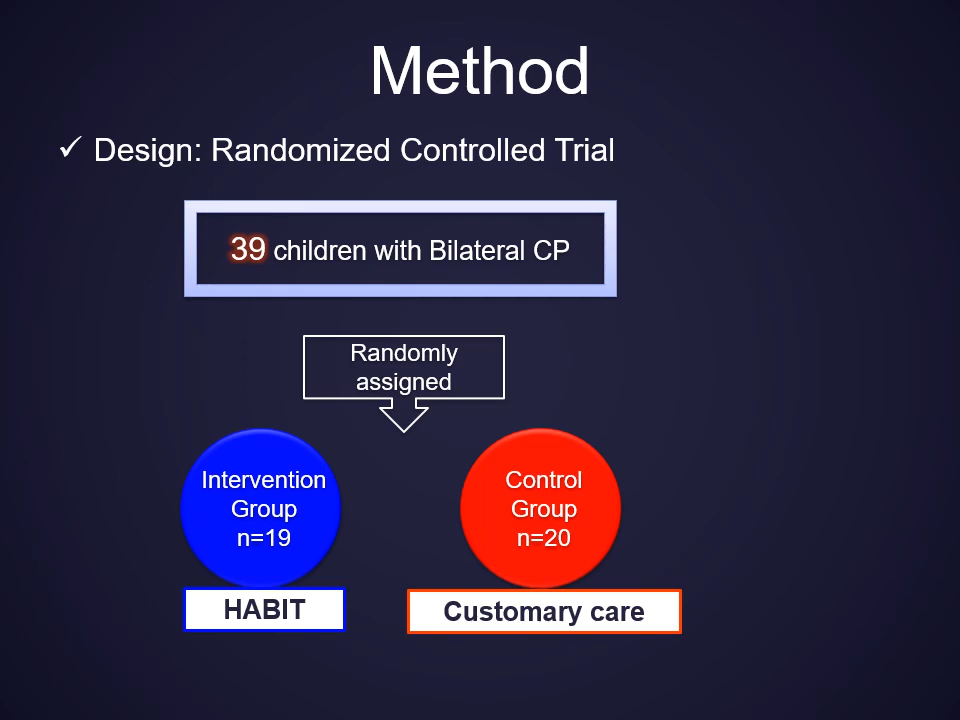 Method
✓ Design: Randomized Controlled Trial
39 children with Bilateral CP
Randomly
assigned
Intervention
Group
n=19
Control
Group
n=20
HABIT
Customary care